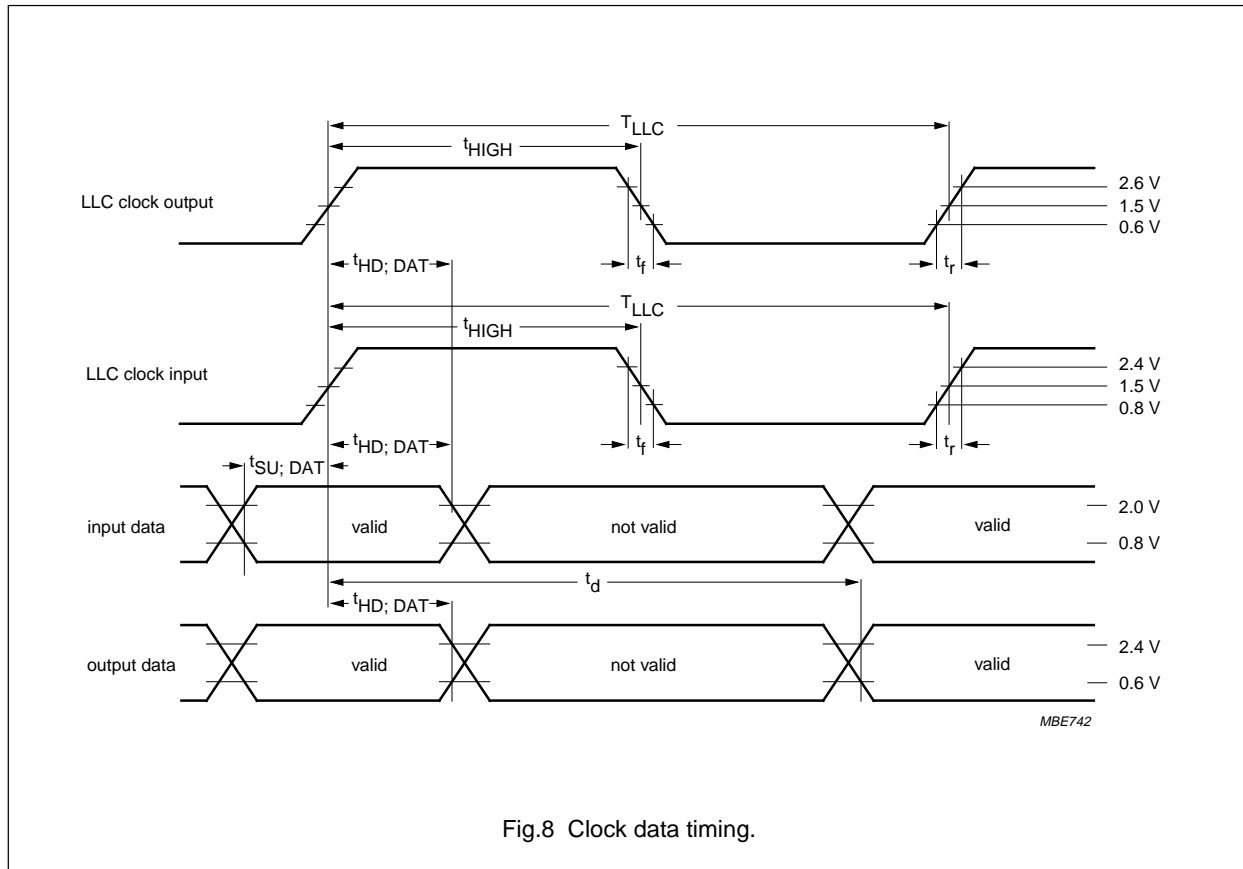 T_LLC
t_HIGH
LLC clock output
2.6 V
1.5 V
0.6 V
t_HD; DAT
t_f
t_r
T_LLC
t_HIGH
LLC clock input
2.4 V
1.5 V
0.8 V
t_HD; DAT
t_f
t_r
t_SU; DAT
input data
valid
not valid
valid
2.0 V
0.8 V
t_d
t_HD; DAT
output data
valid
not valid
valid
2.4 V
0.6 V
MBE742
Fig.8 Clock data timing.